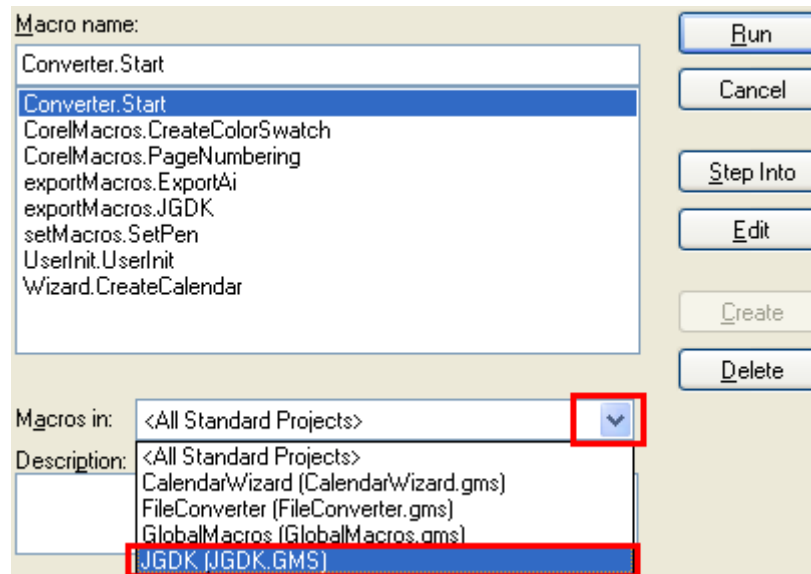 Macro name:
Converter.Start
Converter.Start
CorelMacros.CreateColorSwatch
CorelMacros.PageNumbering
exportMacros.ExportAi
exportMacros.JGDK
setMacros.SetPen
UserInit.UserInit
Wizard.CreateCalendar
Run
Cancel
Step Into
Edit
Create
Delete
Macros in: <All Standard Projects>
Description:
<All Standard Projects>
CalendarWizard (CalendarWizard.gms)
FileConverter (FileConverter.gms)
GlobalMacros (GlobalMacros.gms)
JGDK (JGDK.GMS)